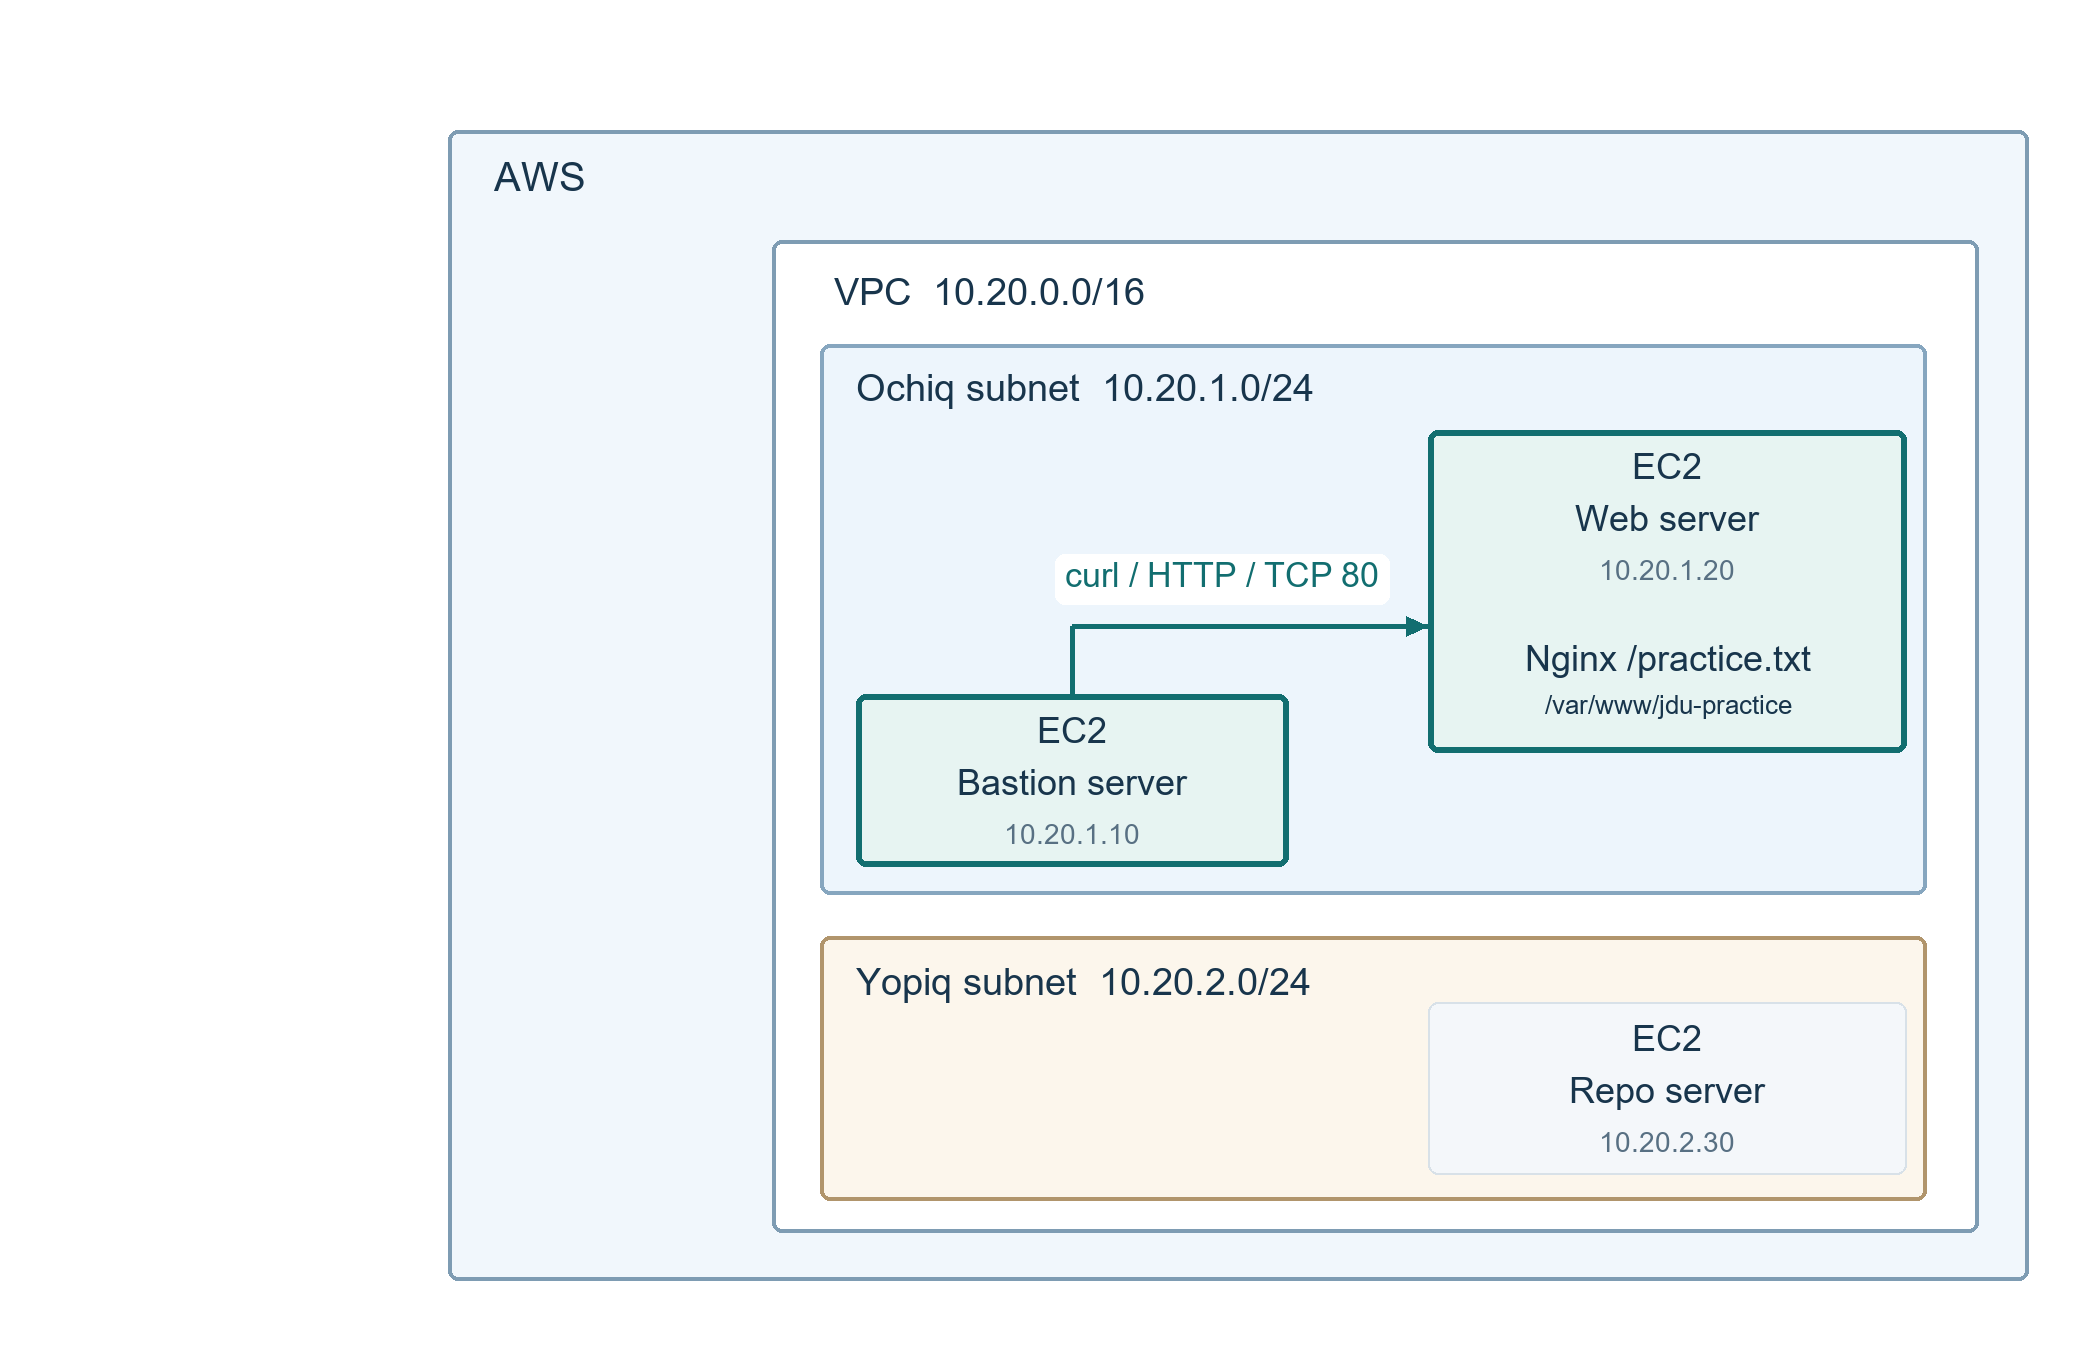 AWS
VPC  10.20.0.0/16
Ochiq subnet  10.20.1.0/24
EC2
Web server
10.20.1.20
Nginx /practice.txt
/var/www/jdu-practice
curl / HTTP / TCP 80
EC2
Bastion server
10.20.1.10
Yopiq subnet  10.20.2.0/24
EC2
Repo server
10.20.2.30